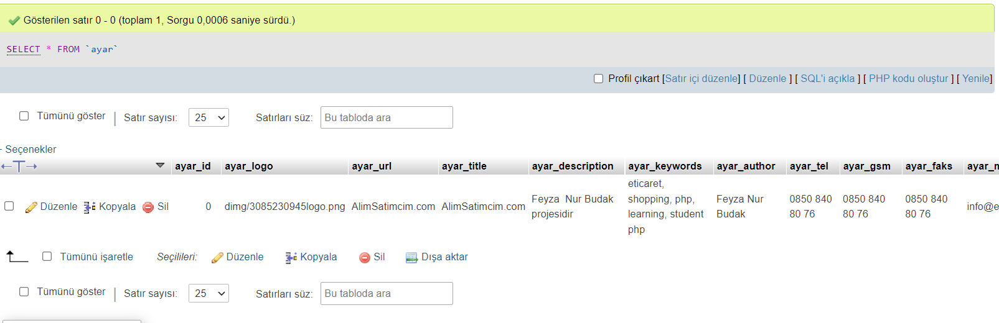 Gösterilen satır 0 - 0 (toplam 1, Sorgu 0,0006 saniye sürdü.)
SELECT * FROM `ayar`
Profil çıkart [Satır içi düzenle] [ Düzenle ] [ SQL'i açıkla ] [ PHP kodu oluştur ] [ Yenile]
Tümünü göster | Satır sayısı: 25 Satırları süz: Bu tabloda ara
Seçenekler
ayar_id ayar_logo ayar_url ayar_title ayar_description ayar_keywords ayar_author ayar_tel ayar_gsm ayar_faks
Düzenle Kopyala Sil 0 dimg/3085230945logo.png AlimSatimcim.com AlimSatimcim.com
Feyza  Nur Budak
projesidir
eticaret,
shopping, php,
learning, student
php
Feyza Nur
Budak
0850 840
80 76
0850 840
80 76
0850 840
80 76
info@e
Tümünü işaretle Seçilileri: Düzenle Kopyala Sil Dışa aktar
Tümünü göster | Satır sayısı: 25 Satırları süz: Bu tabloda ara